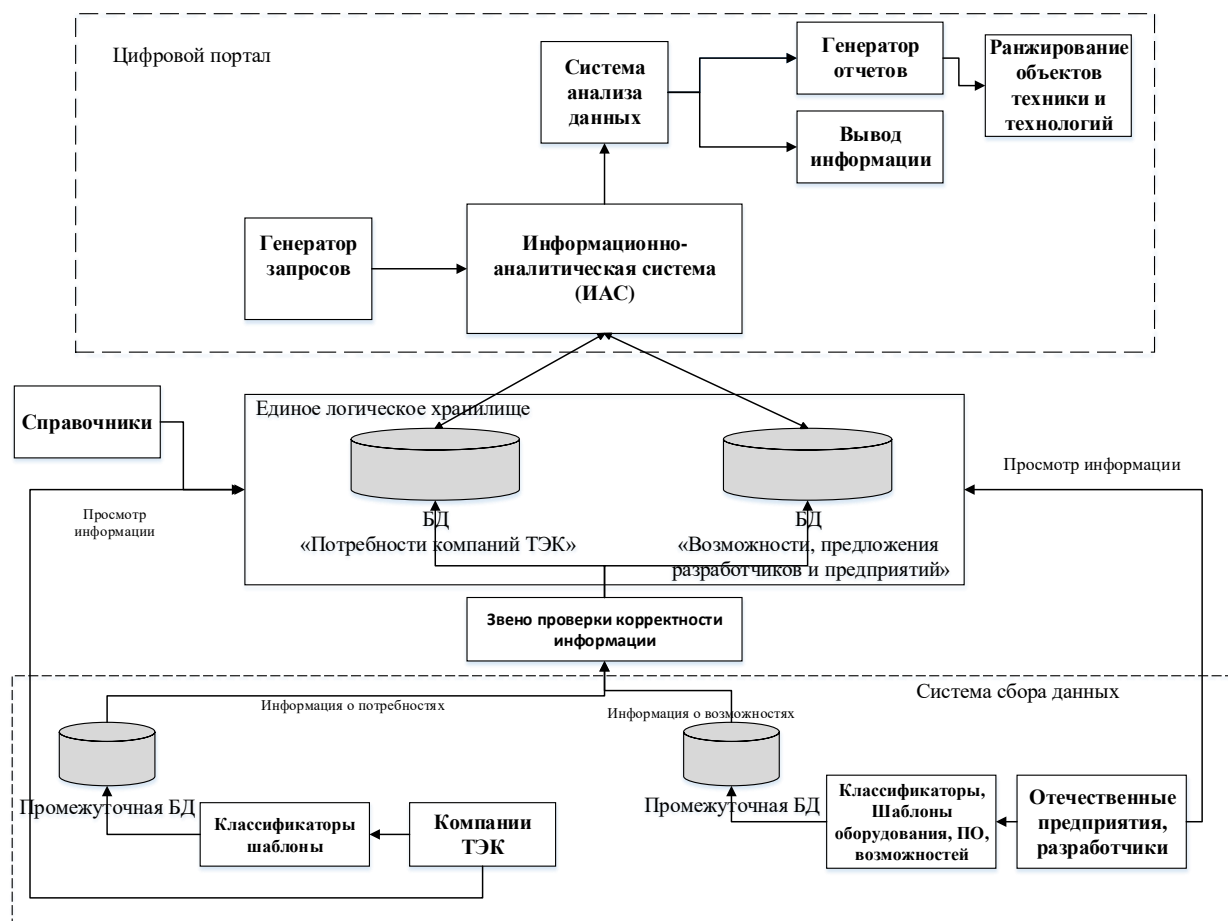 Цифровой портал
Система
анализа
данных
Генератор
отчетов
Ранжирование
объектов
техники и
технологий
Вывод
информации
Генератор
запросов
Информационно-
аналитическая система
(ИАС)
Справочники
Единое логическое хранилище
Просмотр информации
Просмотр
информации
БД
«Потребности компаний ТЭК»
БД
«Возможности, предложения
разработчиков и предприятий»
Звено проверки корректности
информации
Система сбора данных
Информация о потребностях
Информация о возможностях
Промежуточная БД
Классификаторы
шаблоны
Компании
ТЭК
Промежуточная БД
Классификаторы,
Шаблоны
оборудования, ПО,
возможностей
Отечественные
предприятия,
разработчики